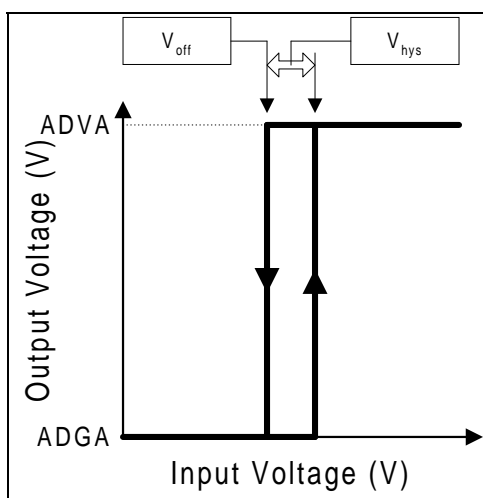 V_off V_hys
ADVA
Output Voltage (V)
ADGA
Input Voltage (V)